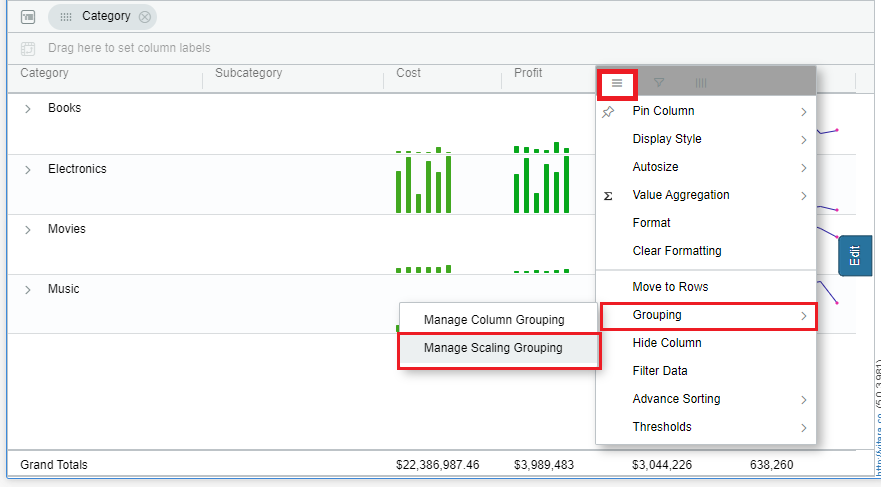 Category
Drag here to set column labels
Category Subcategory Cost Profit
Books
Electronics
Movies
Music
Pin Column
Display Style
Autosize
Σ Value Aggregation
Format
Clear Formatting
Move to Rows
Grouping
Hide Column
Filter Data
Advance Sorting
Thresholds
Manage Column Grouping
Manage Scaling Grouping
Edit
Grand Totals $22,386,987.46 $3,989,483 $3,044,226 638,260
http://vitara.co (5.0.3.981)